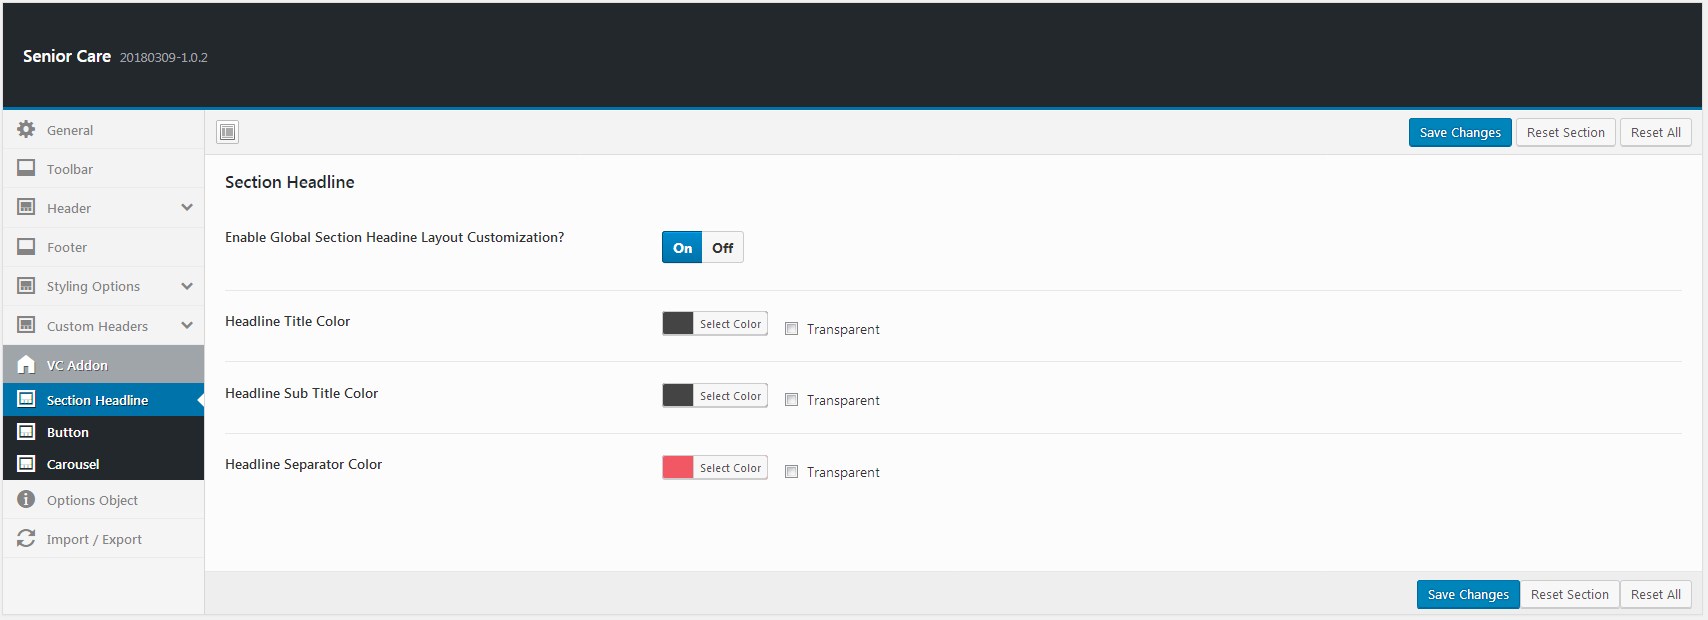 Senior Care 20180309-1.0.2
General
Toolbar
Header
Footer
Styling Options
Custom Headers
VC Addon
Section Headline
Button
Carousel
Options Object
Import / Export
Save Changes Reset Section Reset All
Section Headline
Enable Global Section Headine Layout Customization? On Off
Headline Title Color Select Color Transparent
Headline Sub Title Color Select Color Transparent
Headline Separator Color Select Color Transparent
Save Changes Reset Section Reset All